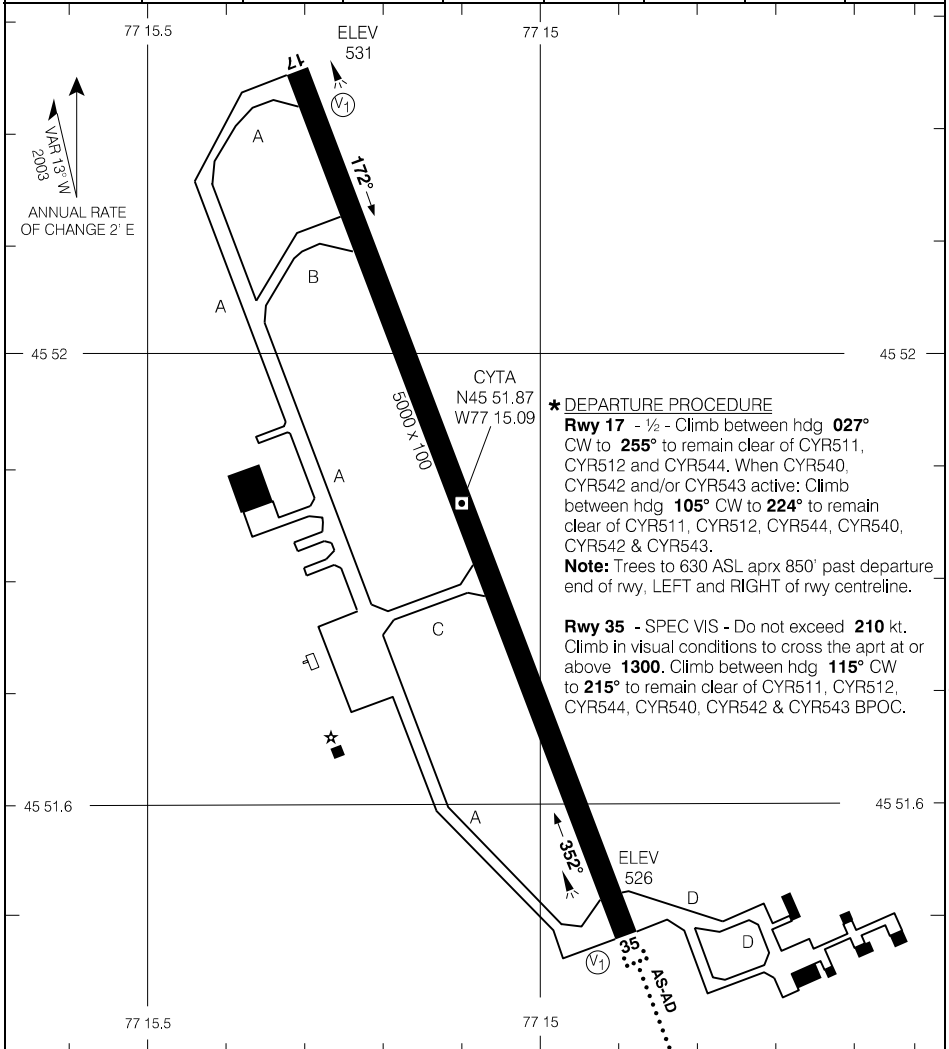 77 15.5
77 15
ELEV
531
17
V1
VAR 13° W
2003
ANNUAL RATE
OF CHANGE 2' E
A
172°
B
A
45 52
45 52
CYTA
N45 51.87
W77 15.09
5000 x 100
* DEPARTURE PROCEDURE
Rwy 17 - ½ - Climb between hdg 027°
CW to 255° to remain clear of CYR511,
CYR512 and CYR544. When CYR540,
CYR542 and/or CYR543 active: Climb
between hdg 105° CW to 224° to remain
clear of CYR511, CYR512, CYR544, CYR540,
CYR542 & CYR543.
Note: Trees to 630 ASL aprx 850' past departure
end of rwy, LEFT and RIGHT of rwy centreline.
A
C
Rwy 35 - SPEC VIS - Do not exceed 210 kt.
Climb in visual conditions to cross the aprt at or
above 1300. Climb between hdg 115° CW
to 215° to remain clear of CYR511, CYR512,
CYR544, CYR540, CYR542 & CYR543 BPOC.
45 51.6
45 51.6
A
352°
ELEV
526
D
D
35
V1
AS-AD
77 15.5
77 15